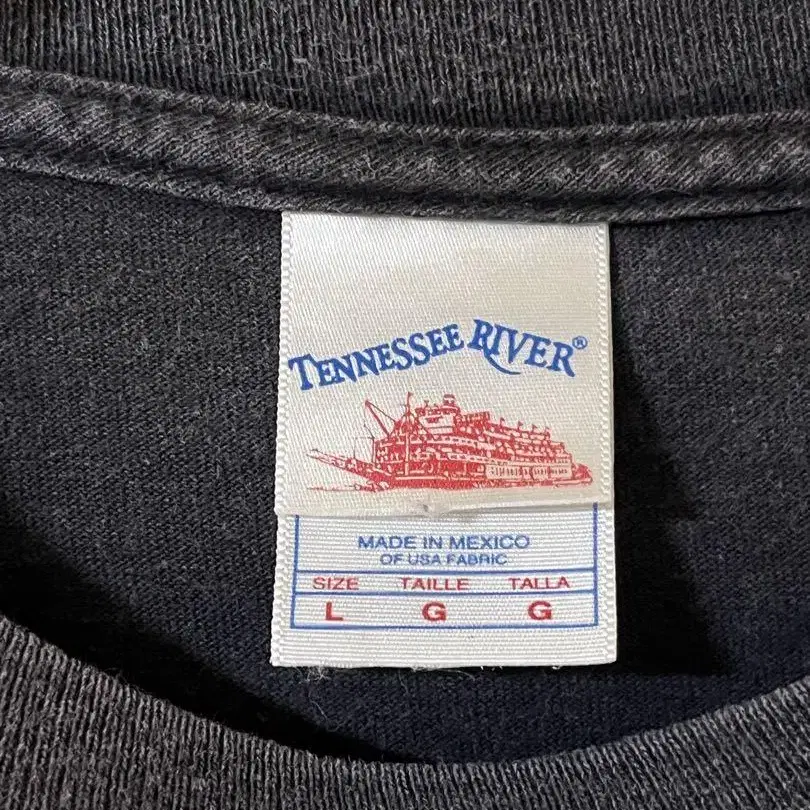 TENNESSEE RIVER®
MADE IN MEXICO
OF USA FABRIC
SIZE TAILLE TALLA
L G G